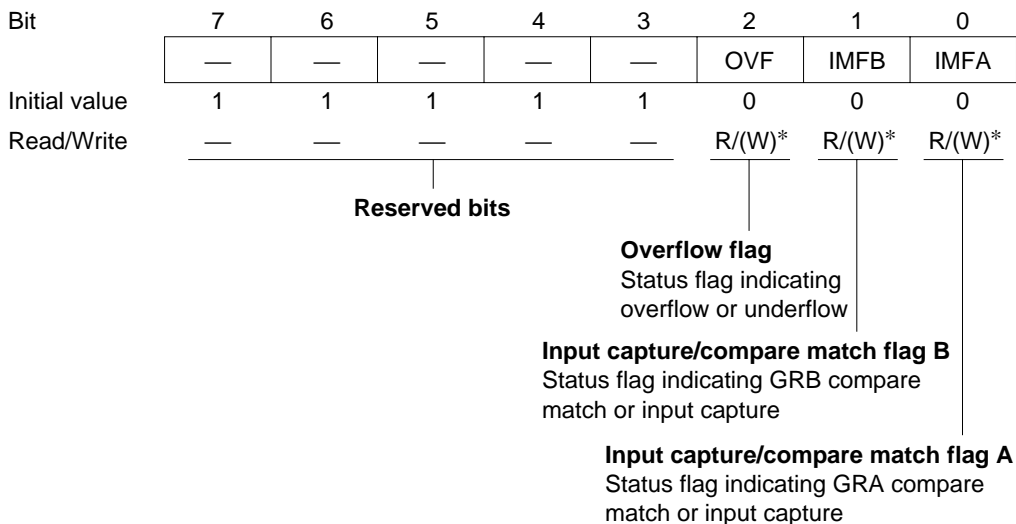 Bit 7 6 5 4 3 2 1 0
— — — — — OVF IMFB IMFA
Initial value 1 1 1 1 1 0 0 0
Read/Write — — — — — R/(W)* R/(W)* R/(W)*
Reserved bits
Overflow flag
Status flag indicating
overflow or underflow
Input capture/compare match flag B
Status flag indicating GRB compare
match or input capture
Input capture/compare match flag A
Status flag indicating GRA compare
match or input capture